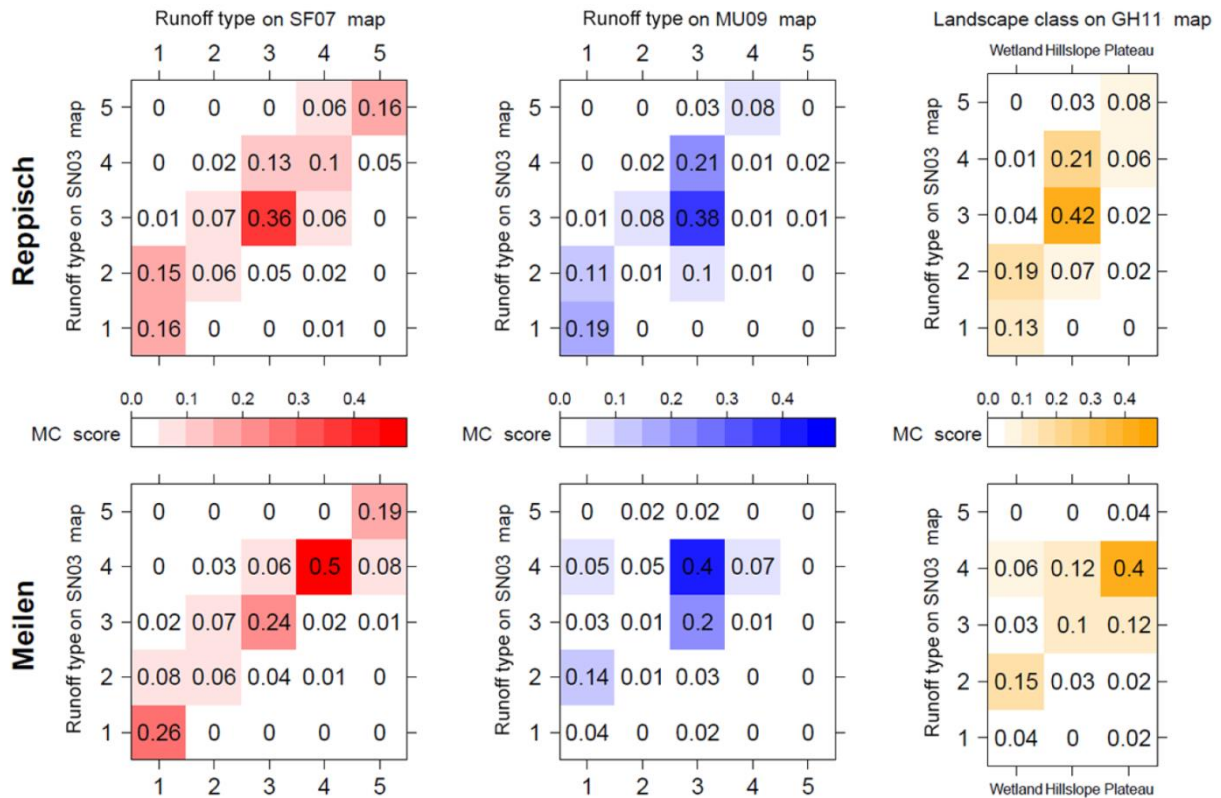 Runoff type on SF07 map Runoff type on MU09 map Landscape class on GH11 map
1 2 3 4 5 1 2 3 4 5 Wetland Hillslope Plateau
Reppisch
Runoff type on SN03 map Runoff type on SN03 map Runoff type on SN03 map
5 0 0 0 0.06 0.16 5 0 0 0.03 0.08 0 5 0 0.03 0.08
4 0 0.02 0.13 0.1 0.05 4 0 0.02 0.21 0.01 0.02 4 0.01 0.21 0.06
3 0.01 0.07 0.36 0.06 0 3 0.01 0.08 0.38 0.01 0.01 3 0.04 0.42 0.02
2 0.15 0.06 0.05 0.02 0 2 0.11 0.01 0.1 0.01 0 2 0.19 0.07 0.02
1 0.16 0 0 0.01 0 1 0.19 0 0 0 0 1 0.13 0 0
0.0 0.2 0.4 0.0 0.1 0.2 0.3 0.4 0.0 0.2 0.4
MC score MC score MC score
Meilen
Runoff type on SN03 map Runoff type on SN03 map Runoff type on SN03 map
5 0 0 0 0 0.19 5 0 0.02 0.02 0 0 5 0 0 0.04
4 0 0.03 0.06 0.5 0.08 4 0.05 0.05 0.4 0.07 0 4 0.06 0.12 0.4
3 0.02 0.07 0.24 0.02 0.01 3 0.03 0.01 0.2 0.01 0 3 0.03 0.1 0.12
2 0.08 0.06 0.04 0.01 0 2 0.14 0.01 0.03 0 0 2 0.15 0.03 0.02
1 0.26 0 0 0 0 1 0.04 0 0.02 0 0 1 0.04 0 0.02
1 2 3 4 5 1 2 3 4 5 Wetland Hillslope Plateau